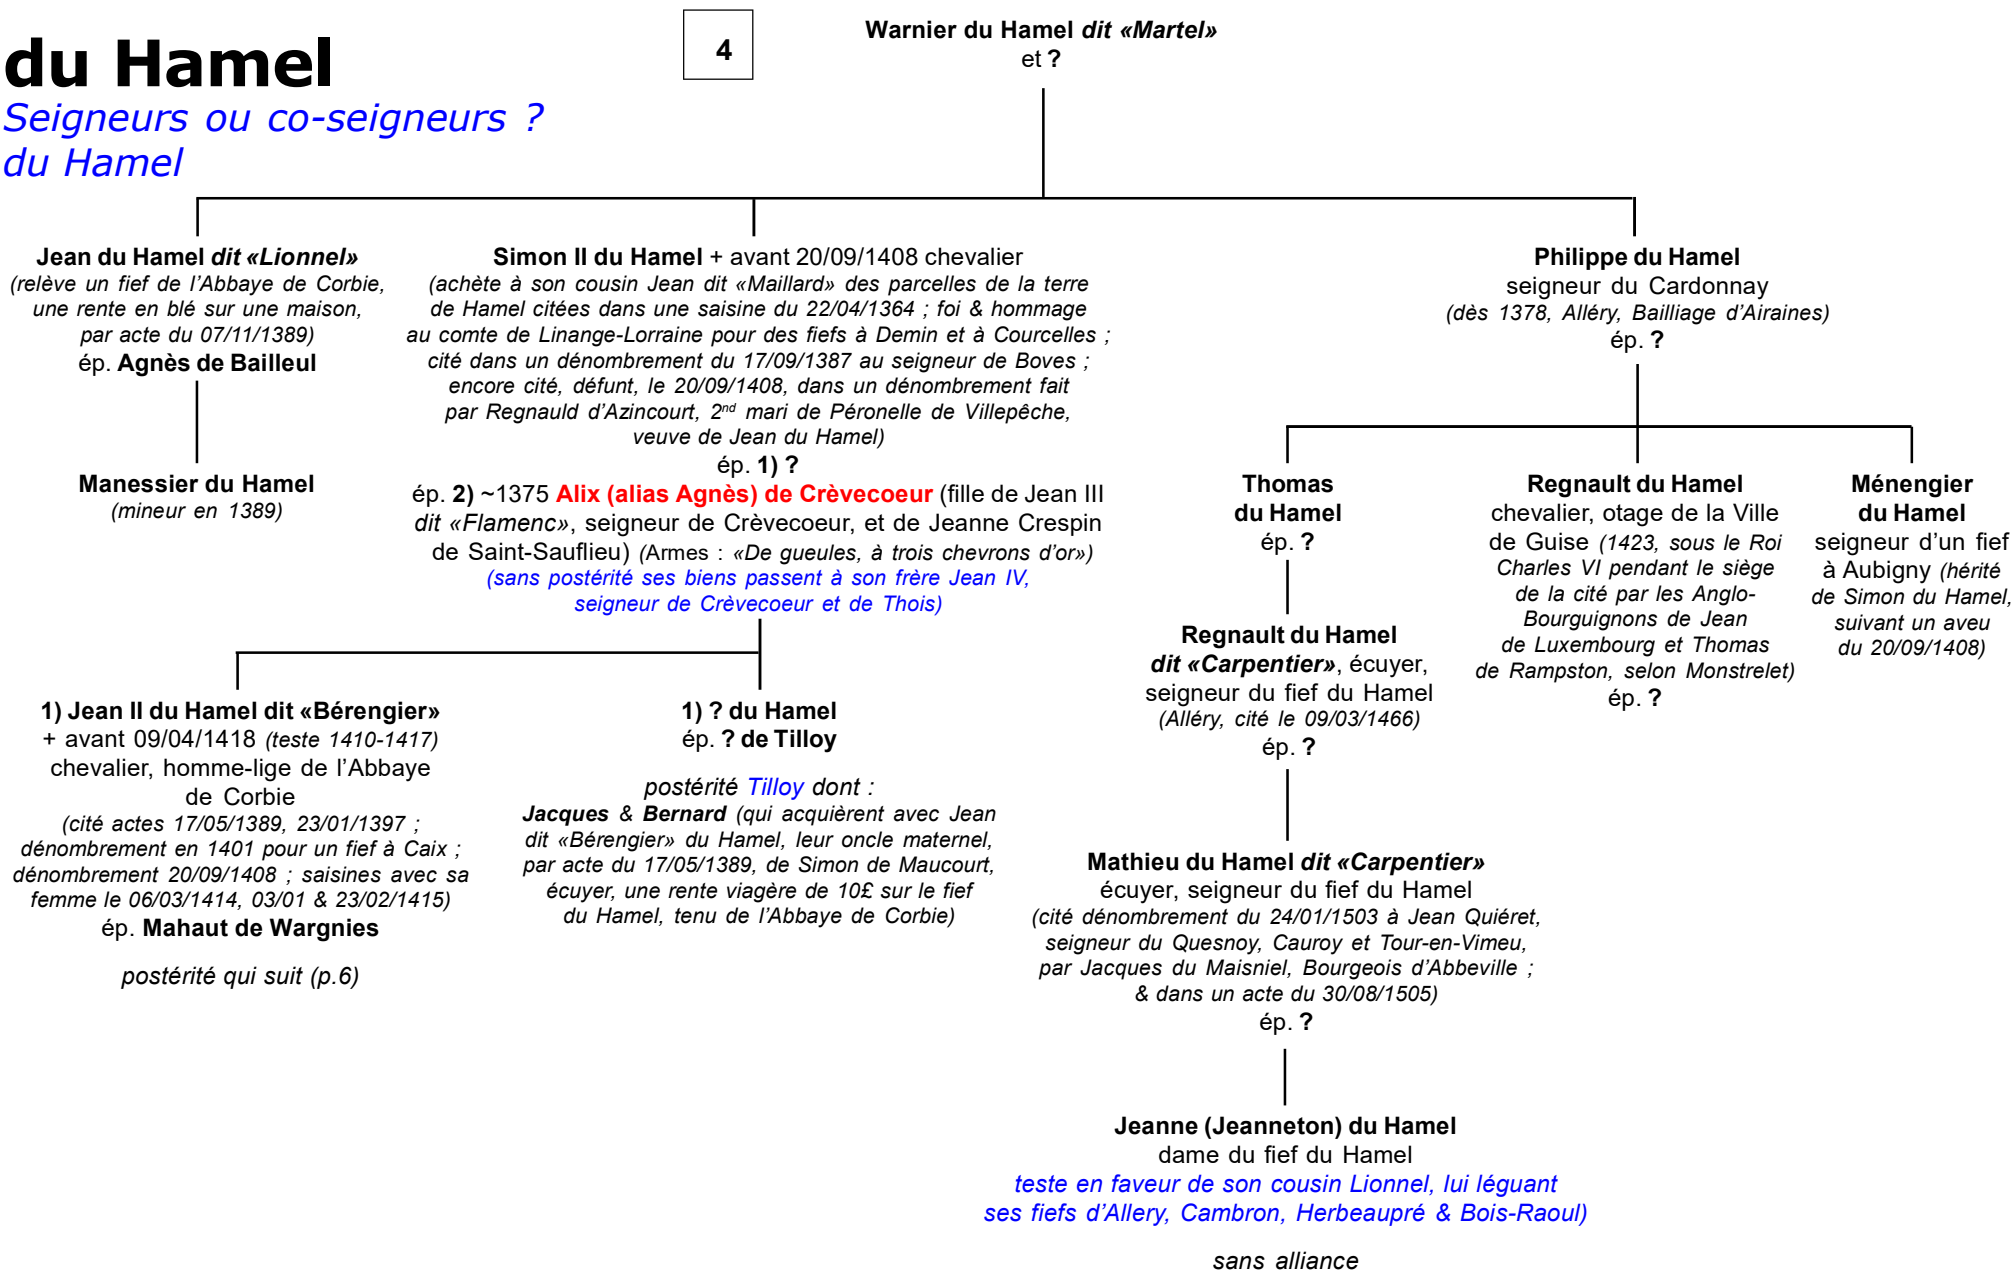 du Hamel
Seigneurs ou co-seigneurs ?
du Hamel
4
Warnier du Hamel dit «Martel»
et ?
Jean du Hamel dit «Lionnel»
(relève un fief de l’Abbaye de Corbie,
une rente en blé sur une maison,
par acte du 07/11/1389)
ép. Agnès de Bailleul
Manessier du Hamel
(mineur en 1389)
Simon II du Hamel + avant 20/09/1408 chevalier
(achète à son cousin Jean dit «Maillard» des parcelles de la terre
de Hamel citées dans une saisine du 22/04/1364 ; foi & hommage
au comte de Linange-Lorraine pour des fiefs à Demin et à Courcelles ;
cité dans un dénombrement du 17/09/1387 au seigneur de Boves ;
encore cité, défunt, le 20/09/1408, dans un dénombrement fait
par Regnauld d’Azincourt, 2nd mari de Péronelle de Villepêche,
veuve de Jean du Hamel)
ép. 1) ?
ép. 2) ~1375 Alix (alias Agnès) de Crèvecoeur (fille de Jean III
dit «Flamenc», seigneur de Crèvecoeur, et de Jeanne Crespin
de Saint-Sauflieu) (Armes : «De gueules, à trois chevrons d’or»)
(sans postérité ses biens passent à son frère Jean IV,
seigneur de Crèvecoeur et de Thois)
1) Jean II du Hamel dit «Bérengier»
+ avant 09/04/1418 (teste 1410-1417)
chevalier, homme-lige de l’Abbaye
de Corbie
(cité actes 17/05/1389, 23/01/1397 ;
dénombrement en 1401 pour un fief à Caix ;
dénombrement 20/09/1408 ; saisines avec sa
femme le 06/03/1414, 03/01 & 23/02/1415)
ép. Mahaut de Wargnies
postérité qui suit (p.6)
1) ? du Hamel
ép. ? de Tilloy
postérité Tilloy dont :
Jacques & Bernard (qui acquièrent avec Jean
dit «Bérengier» du Hamel, leur oncle maternel,
par acte du 17/05/1389, de Simon de Maucourt,
écuyer, une rente viagère de 10£ sur le fief
du Hamel, tenu de l’Abbaye de Corbie)
Philippe du Hamel
seigneur du Cardonnay
(dès 1378, Alléry, Bailliage d’Airaines)
ép. ?
Thomas
du Hamel
ép. ?
Regnault du Hamel
dit «Carpentier», écuyer,
seigneur du fief du Hamel
(Alléry, cité le 09/03/1466)
ép. ?
Mathieu du Hamel dit «Carpentier»
écuyer, seigneur du fief du Hamel
(cité dénombrement du 24/01/1503 à Jean Quiéret,
seigneur du Quesnoy, Cauroy et Tour-en-Vimeu,
par Jacques du Maisniel, Bourgeois d’Abbeville ;
& dans un acte du 30/08/1505)
ép. ?
Jeanne (Jeanneton) du Hamel
dame du fief du Hamel
teste en faveur de son cousin Lionnel, lui léguant
ses fiefs d’Allery, Cambron, Herbeaupré & Bois-Raoul)
sans alliance
Regnault du Hamel
chevalier, otage de la Ville
de Guise (1423, sous le Roi
Charles VI pendant le siège
de la cité par les Anglo-
Bourguignons de Jean
de Luxembourg et Thomas
de Rampston, selon Monstrelet)
ép. ?
Ménengier
du Hamel
seigneur d’un fief
à Aubigny (hérité
de Simon du Hamel,
suivant un aveu
du 20/09/1408)